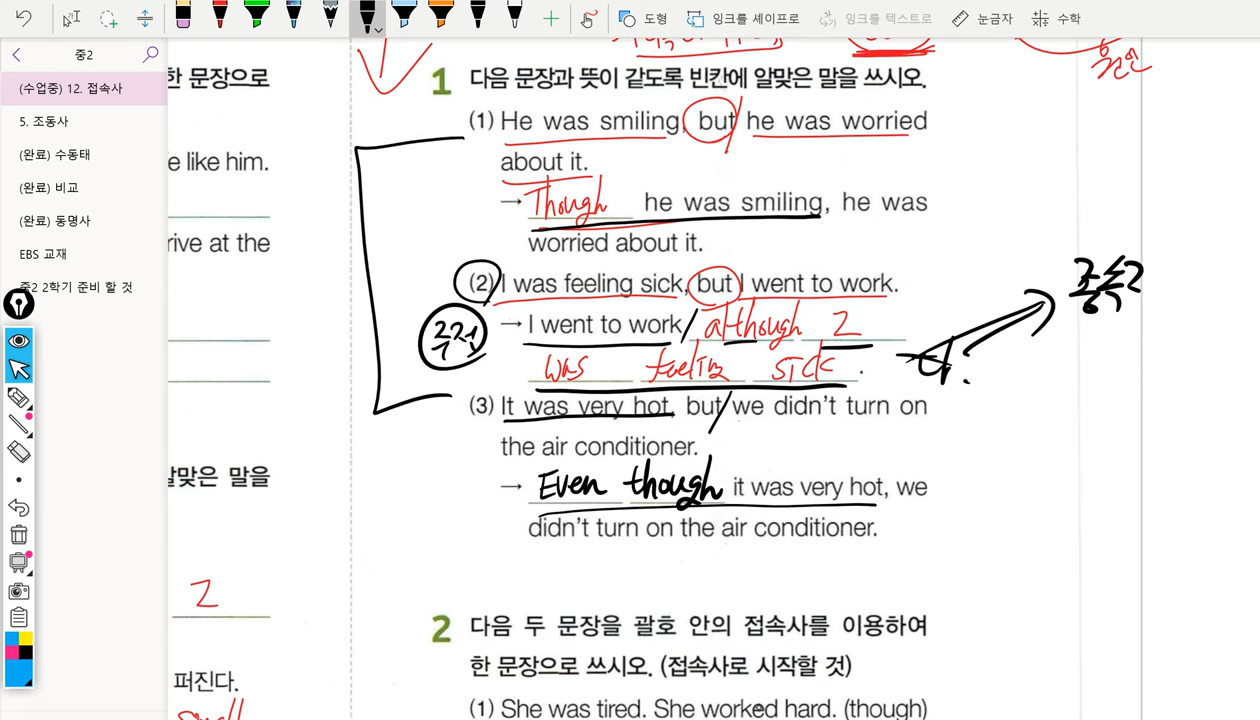 도형
잉크를 셰이프로
잉크를 텍스트로
눈금자
수학
중2
(수업중) 12. 접속사
5. 조동사
(완료) 수동태
(완료) 비교
(완료) 동명사
EBS 교재
중2 2학기 준비 할 것
한 문장으로
e like him.
rive at the
알맞은 말을
퍼진다.
원인
1 다음 문장과 뜻이 같도록 빈칸에 알맞은 말을 쓰시오.
(1) He was smiling, but he was worried
about it.
→ Though he was smiling, he was
worried about it.
(2) I was feeling sick, but I went to work.
→ I went to work although I
was feeling sick.
(3) It was very hot, but we didn't turn on
the air conditioner.
→ Even though it was very hot, we
didn't turn on the air conditioner.
2 다음 두 문장을 괄호 안의 접속사를 이용하여
한 문장으로 쓰시오. (접속사로 시작할 것)
(1) She was tired. She worked hard. (though)